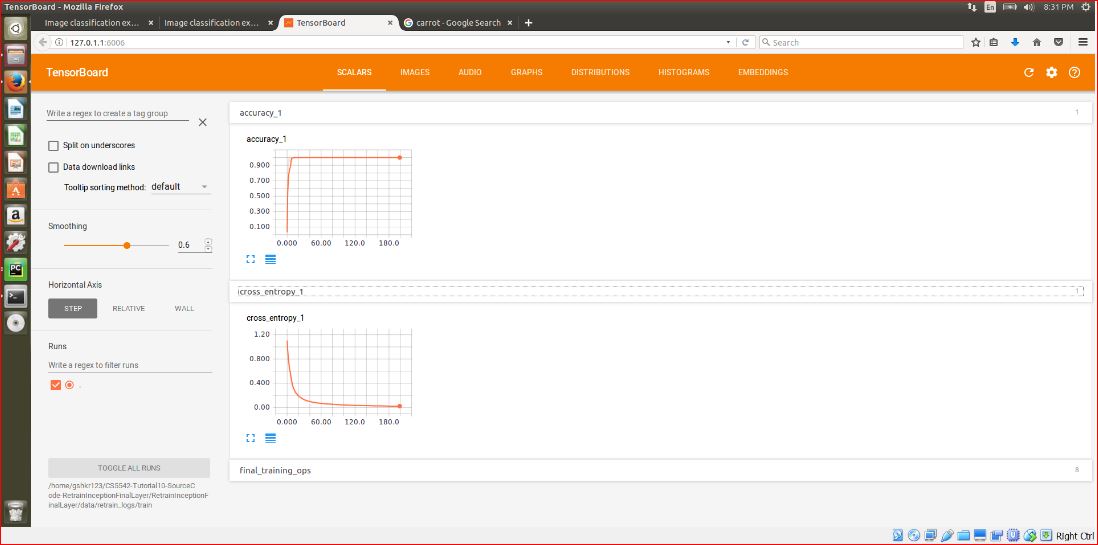 TensorBoard - Mozilla Firefox
En
8:31 PM
Image classification ex...
Image classification ex...
TensorBoard
carrot - Google Search
127.0.1.1:6006
Search
TensorBoard
SCALARS
IMAGES
AUDIO
GRAPHS
DISTRIBUTIONS
HISTOGRAMS
EMBEDDINGS
Write a regex to create a tag group
Split on underscores
Data download links
Tooltip sorting method: default
Smoothing
0.6
Horizontal Axis
STEP
RELATIVE
WALL
Runs
Write a regex to filter runs
.
TOGGLE ALL RUNS
/home/gshkr123/CS5542-Tutorial10-SourceC
ode-RetrainInceptionFinalLayer/RetrainInceptionF
inalLayer/data/retrain_logs/train
accuracy_1
1
accuracy_1
0.900
0.700
0.500
0.300
0.100
0.000 60.00 120.0 180.0
cross_entropy_1
1
cross_entropy_1
1.20
0.800
0.400
0.00
0.000 60.00 120.0 180.0
final_training_ops
8
Right Ctrl